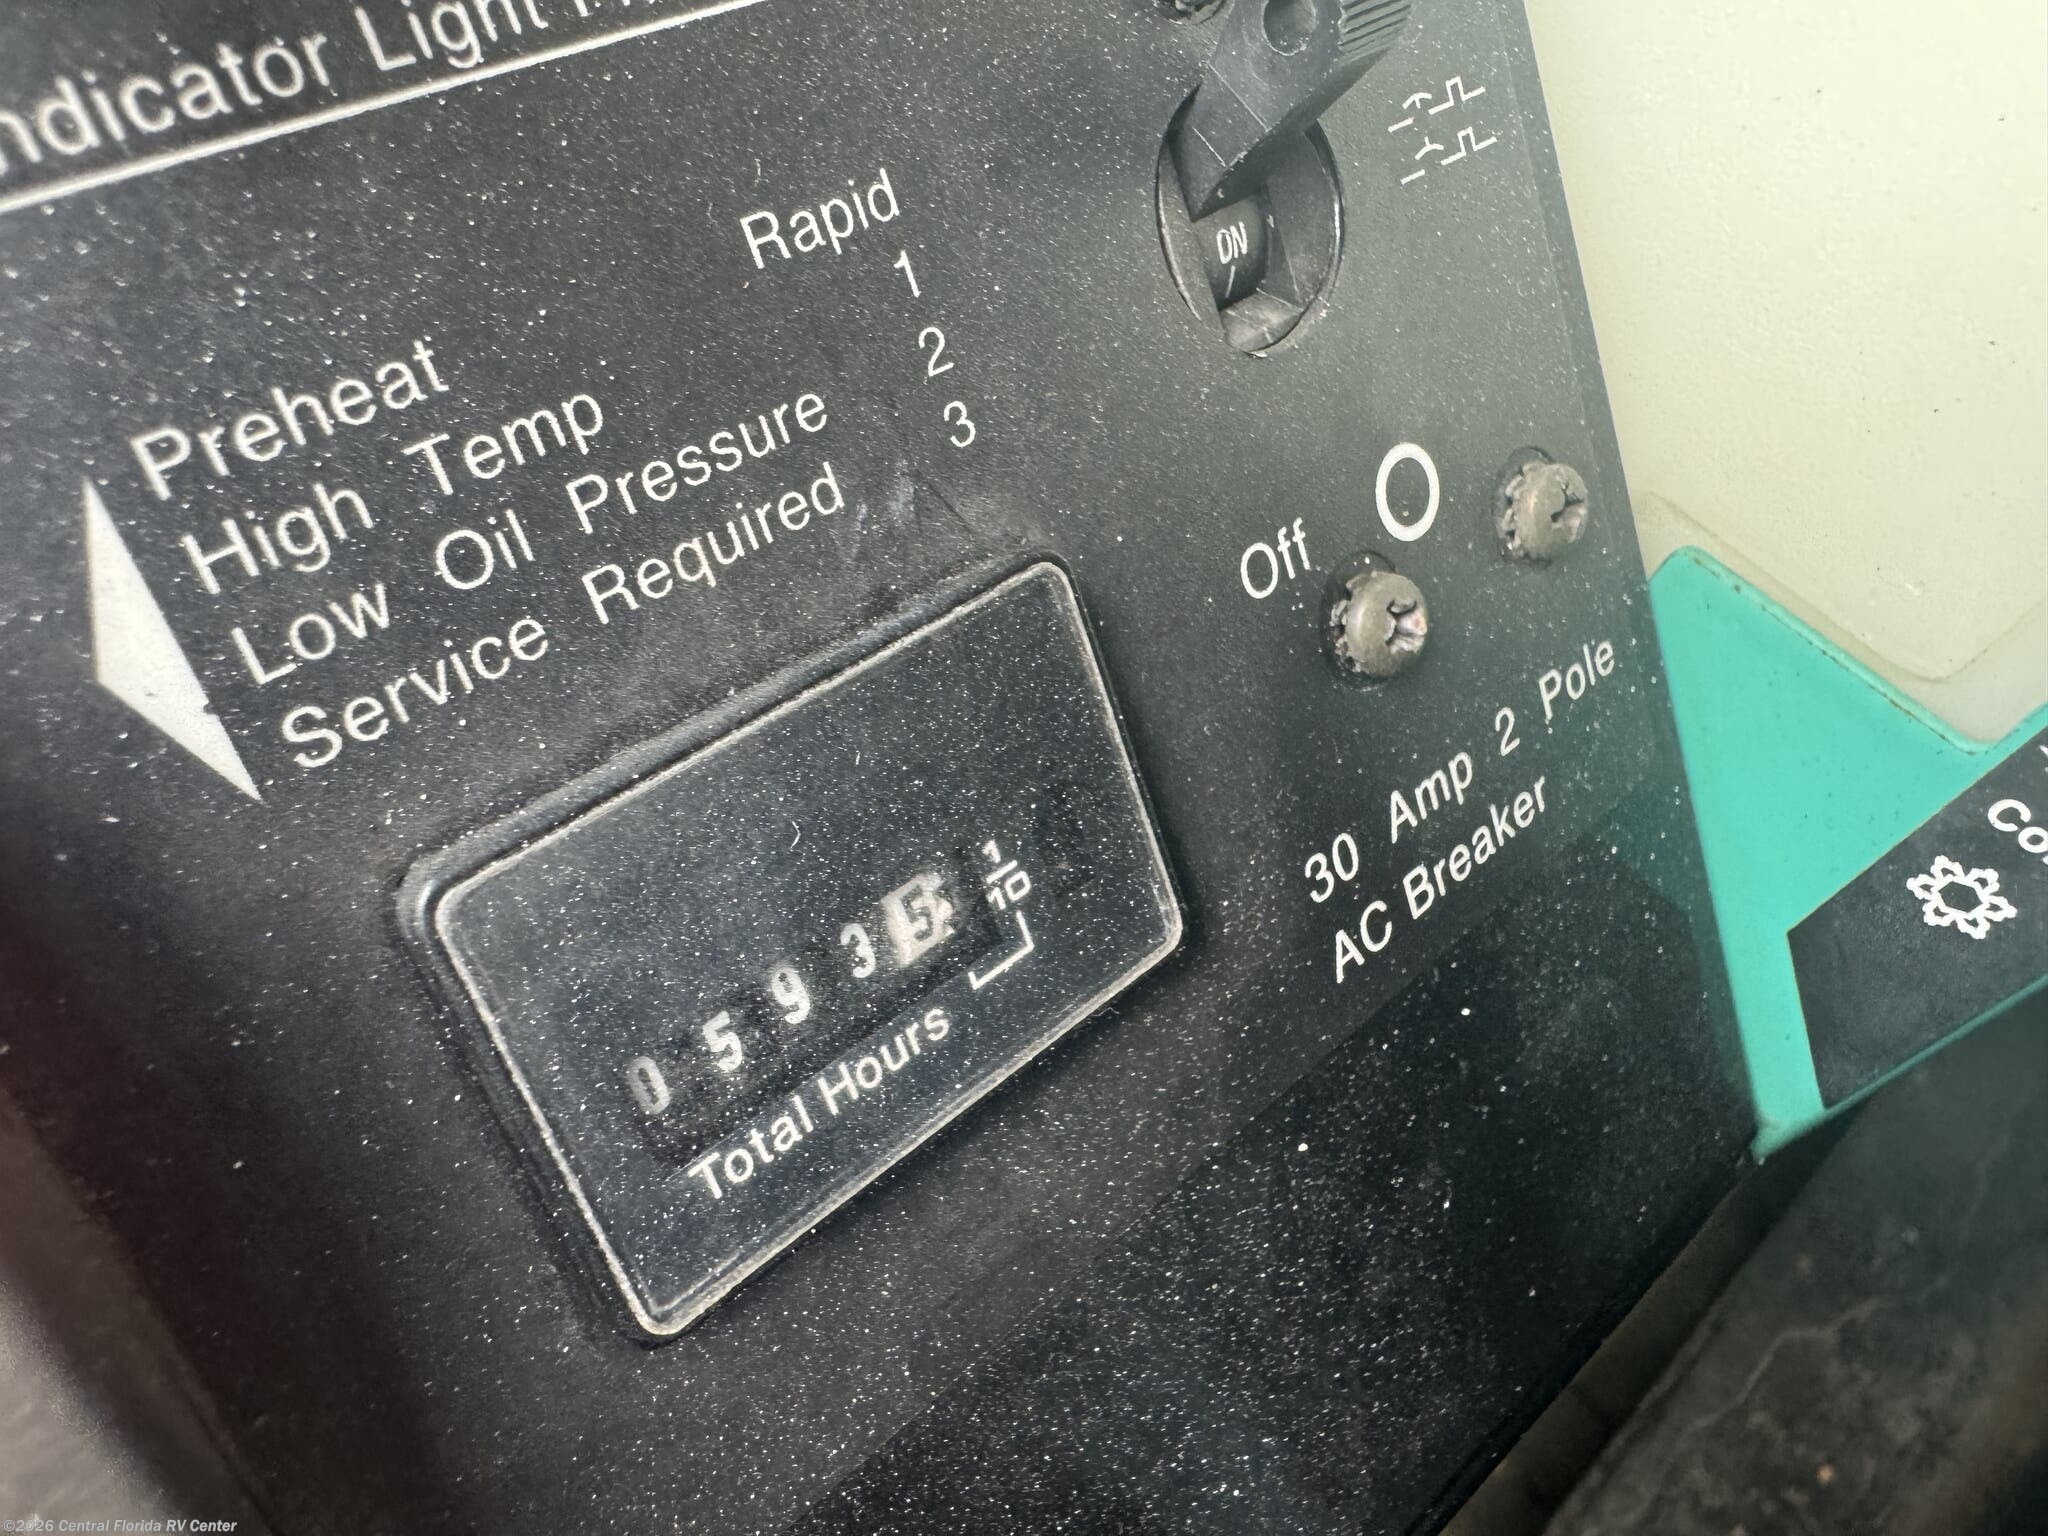 Indicator Light
Preheat Rapid
High Temp 1
Low Oil Pressure 2
Service Required 3
ON
Off O
30 Amp 2 Pole
AC Breaker
0 5 9 3 5 1/10
Total Hours
©2026 Central Florida RV Center